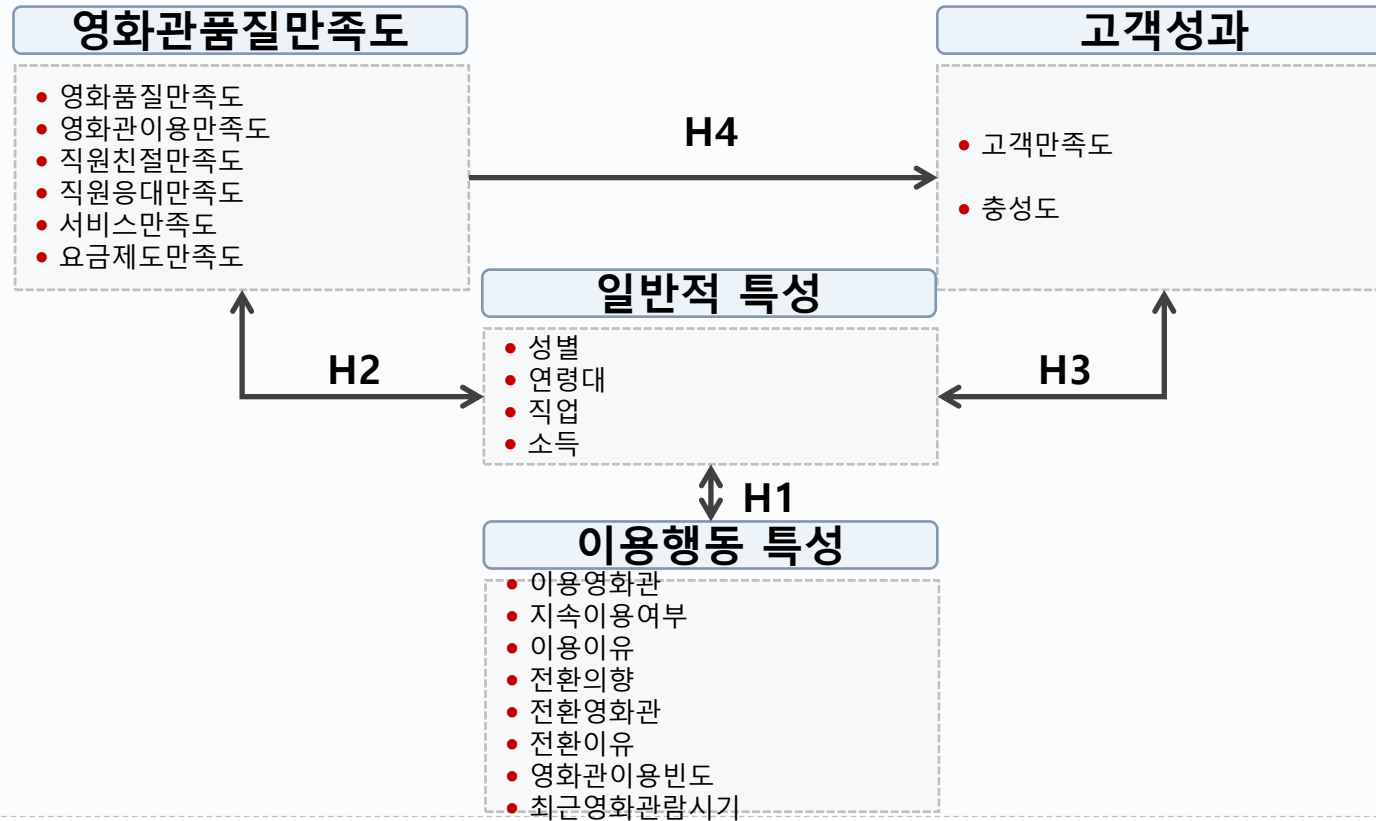 영화관품질만족도
영화품질만족도
영화관이용만족도
직원친절만족도
직원응대만족도
서비스만족도
요금제도만족도
H4
고객성과
고객만족도
충성도
일반적 특성
성별
연령대
직업
소득
H2
H3
H1
이용행동 특성
이용영화관
지속이용여부
이용이유
전환의향
전환영화관
전환이유
영화관이용빈도
최근영화관람시기